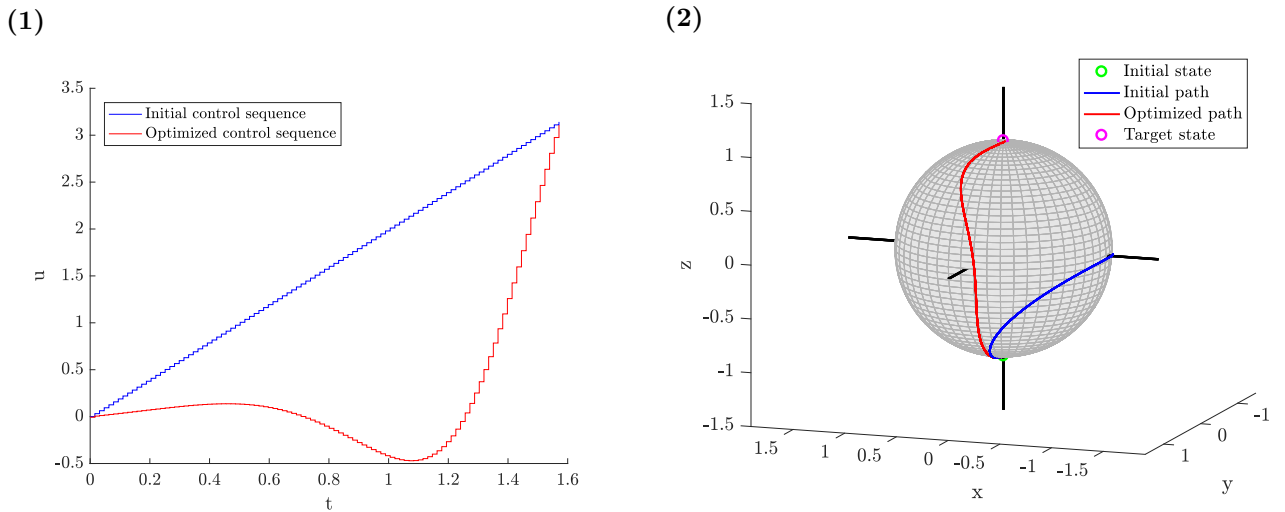 (1)
3.5
3
2.5
2
1.5
1
0.5
0
-0.5
u
Initial control sequence
Optimized control sequence
0 0.2 0.4 0.6 0.8 1 1.2 1.4 1.6
t
(2)
Initial state
Initial path
Optimized path
Target state
1.5
1
0.5
0
-0.5
-1
-1.5
z
1.5 1 0.5 0 -0.5 -1 -1.5
x
-1
0
1
y